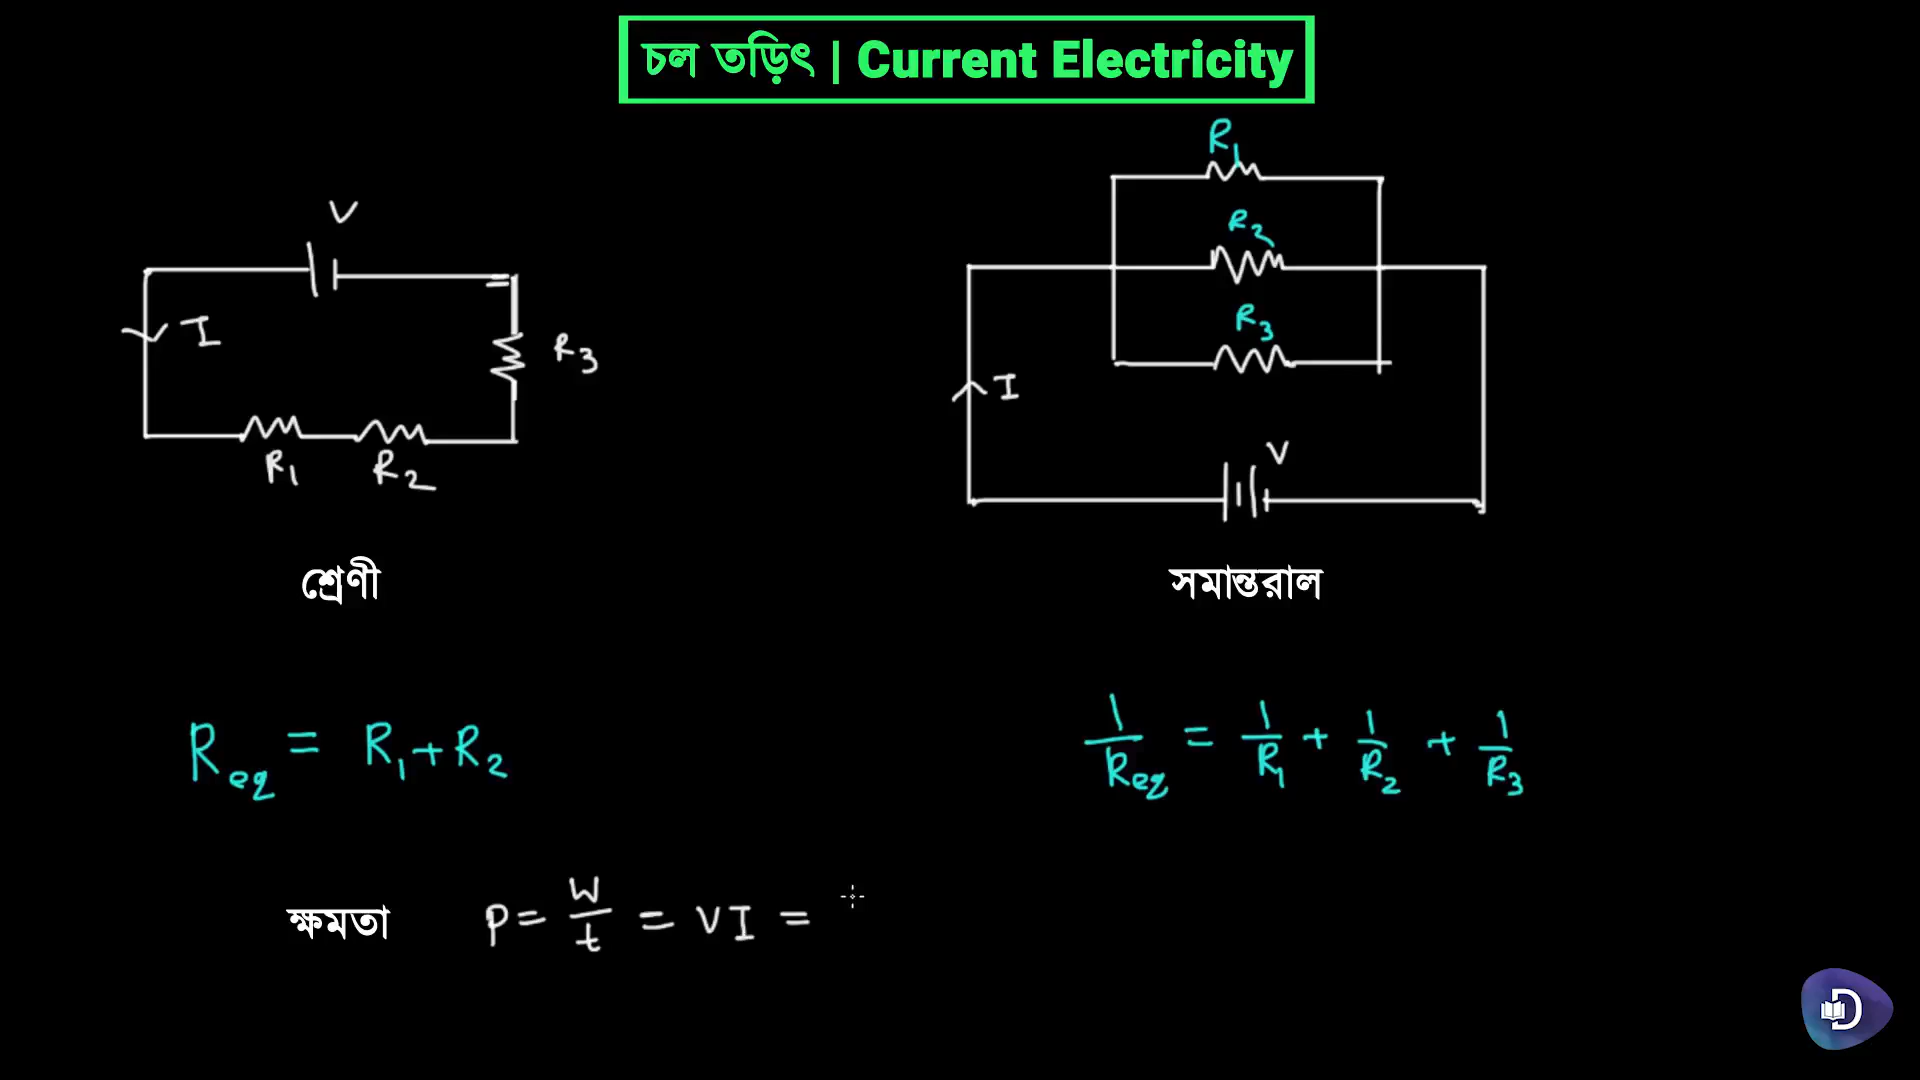 চল তড়িৎ | Current Electricity
V
I
R3
R1
R2
শ্রেণী
R1
R2
R3
I
V
সমান্তরাল
Req = R1 + R2
1/Req = 1/R1 + 1/R2 + 1/R3
ক্ষমতা P = W/t = VI =
D